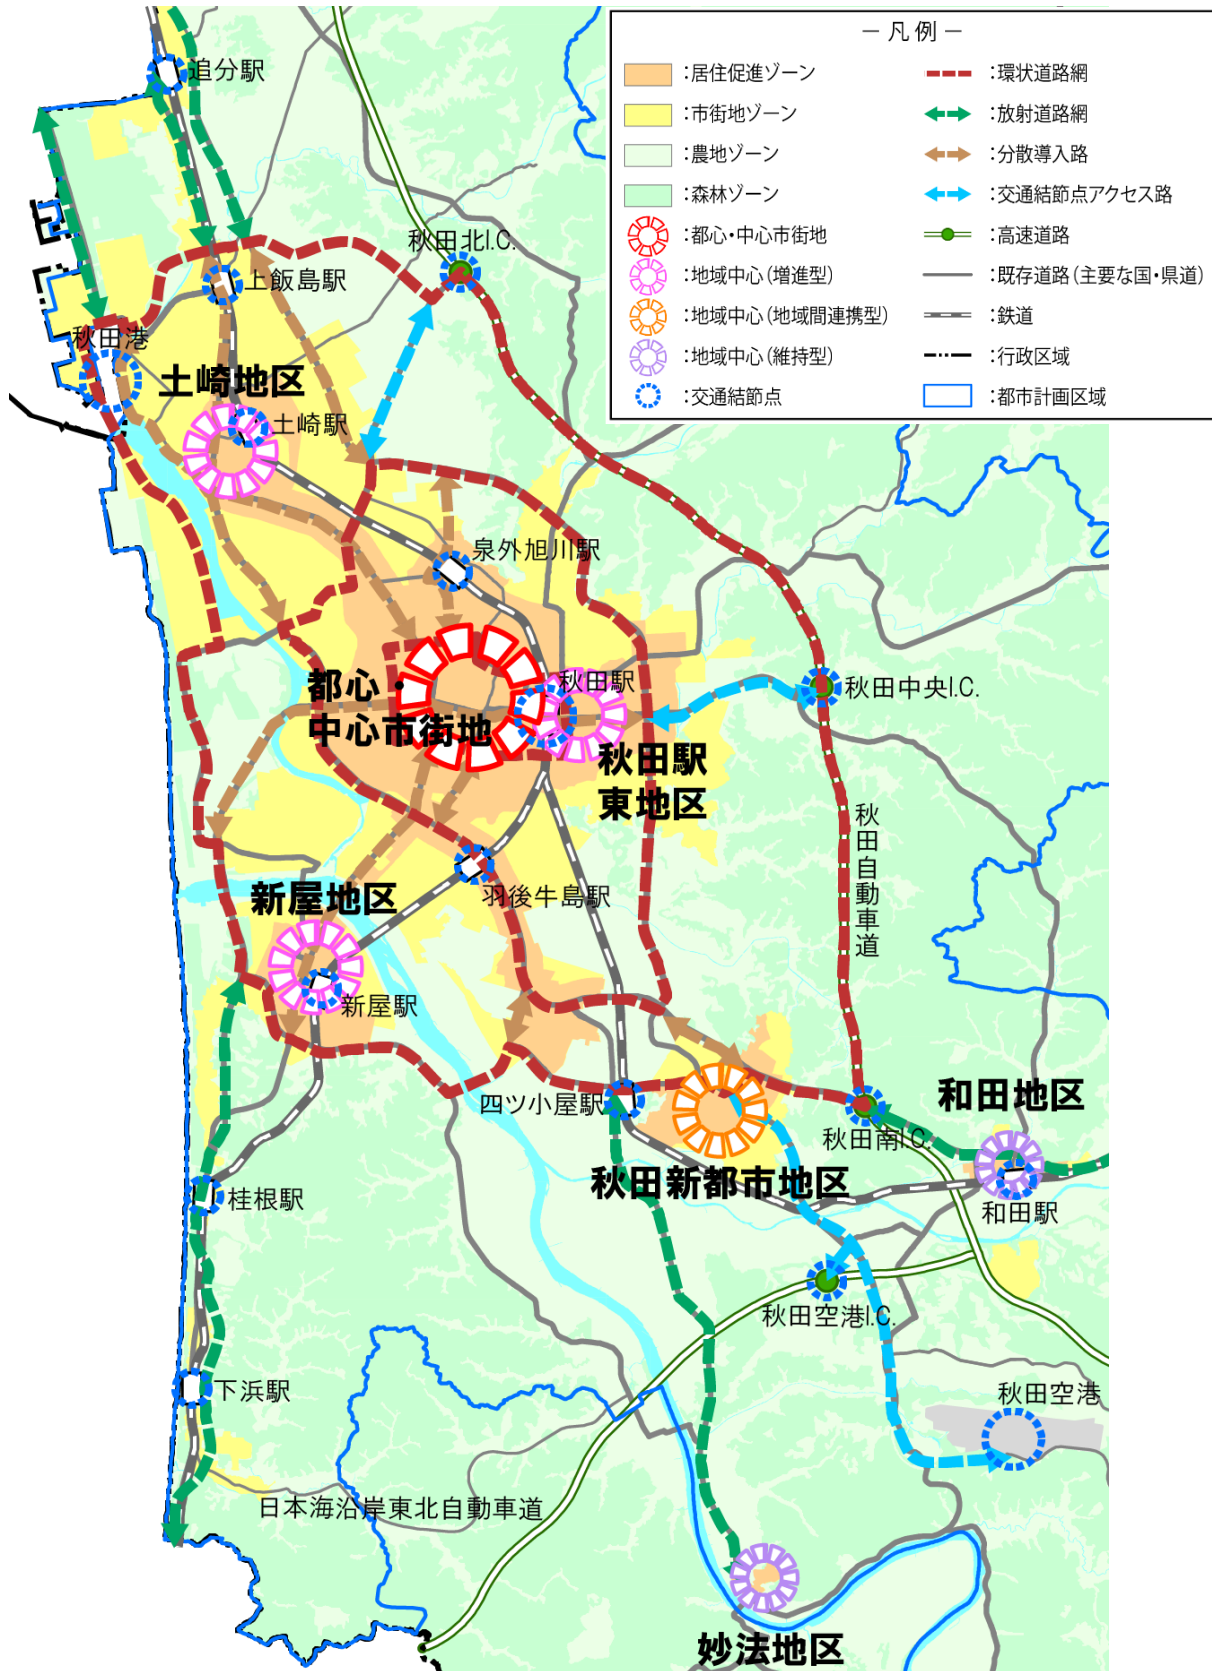 ― 凡 例 ―
:居住促進ゾーン
:市街地ゾーン
:農地ゾーン
:森林ゾーン
:都心・中心市街地
:地域中心(増進型)
:地域中心(地域間連携型)
:地域中心(維持型)
:交通結節点
:環状道路網
:放射道路網
:分散導入路
:交通結節点アクセス路
:高速道路
:既存道路(主要な国・県道)
:鉄道
:行政区域
:都市計画区域
追分駅
秋田北I.C.
上飯島駅
秋田港
土崎地区
土崎駅
泉外旭川駅
秋田駅
都心・
中心市街地
秋田中央I.C.
秋田駅
東地区
秋田自動車道
羽後牛島駅
新屋地区
新屋駅
四ツ小屋駅
和田地区
秋田南I.C.
秋田新都市地区
和田駅
桂根駅
秋田空港I.C.
下浜駅
秋田空港
日本海沿岸東北自動車道
妙法地区